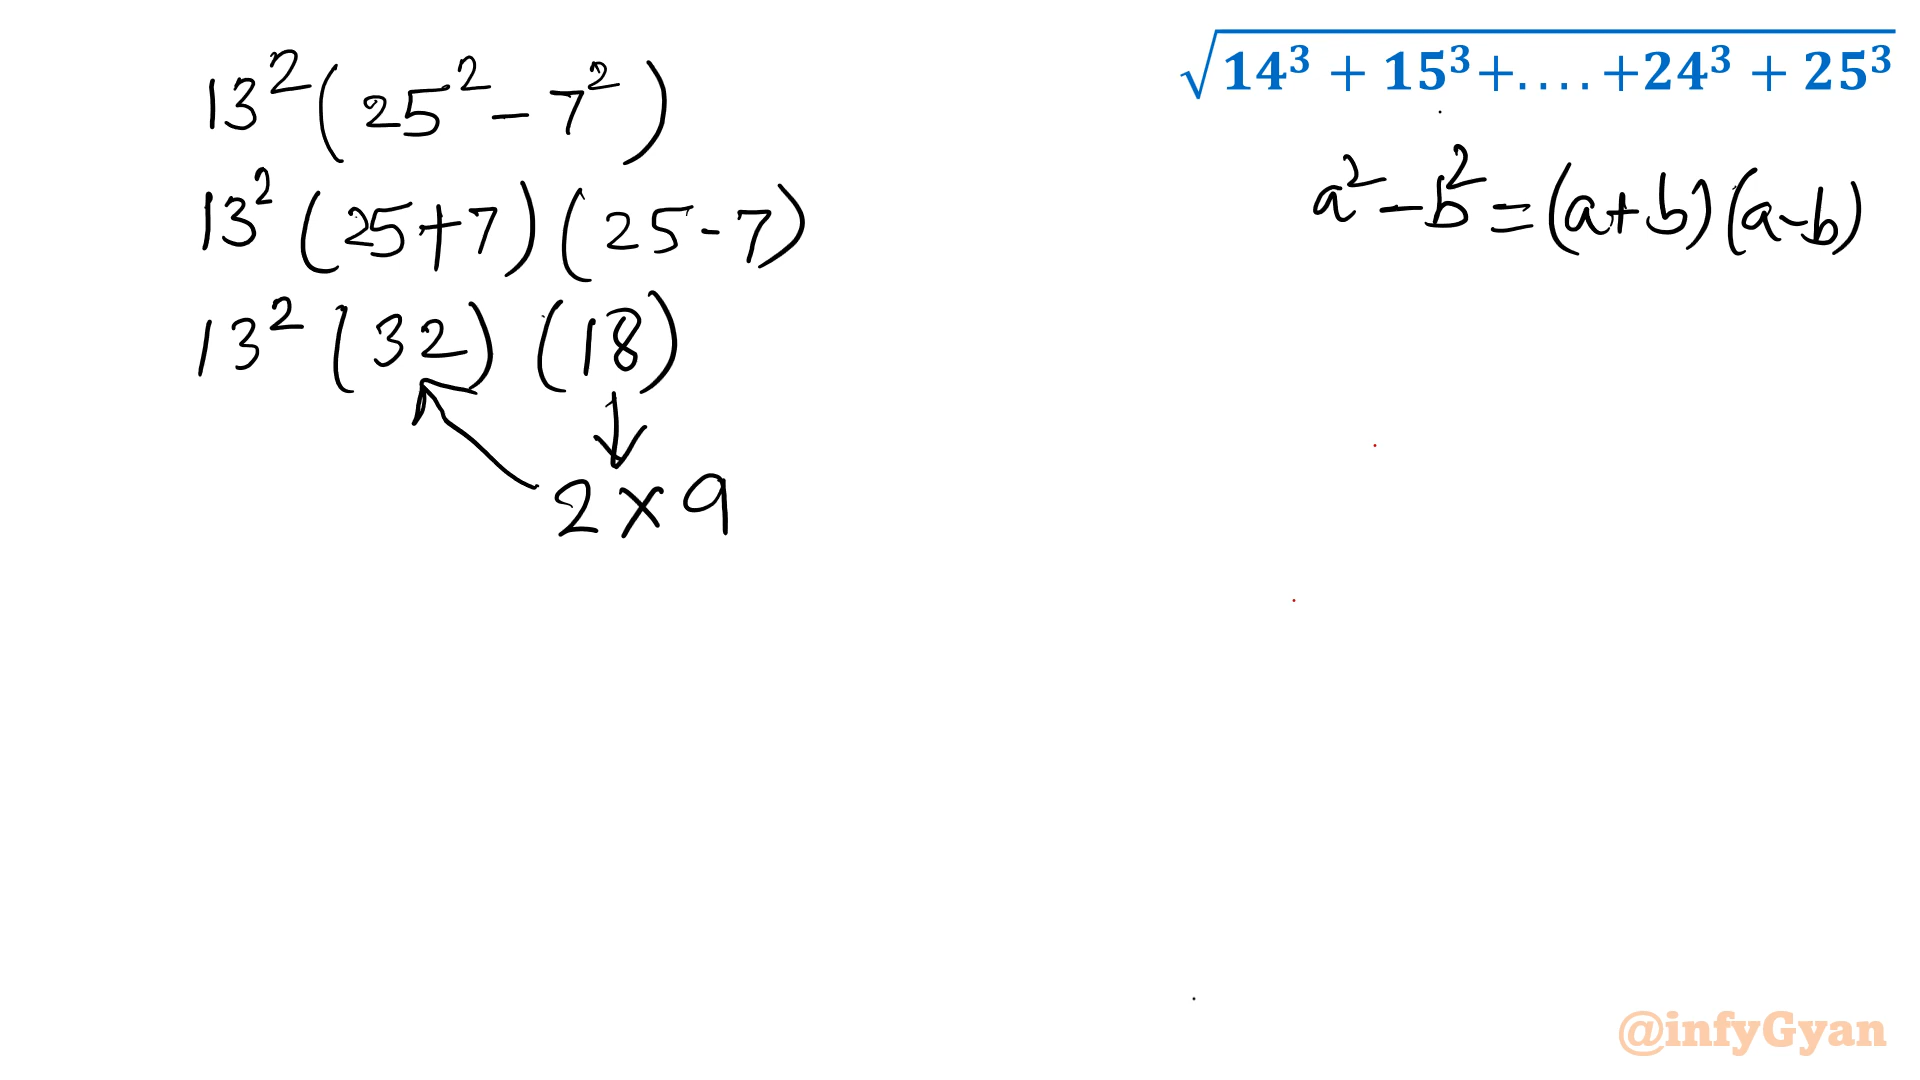 √14³ + 15³+....+24³ + 25³
13²(25² - 7²)
a² - b² = (a+b)(a-b)
13² (25+7) (25-7)
13² (32) (18)
2 × 9
@infyGyan